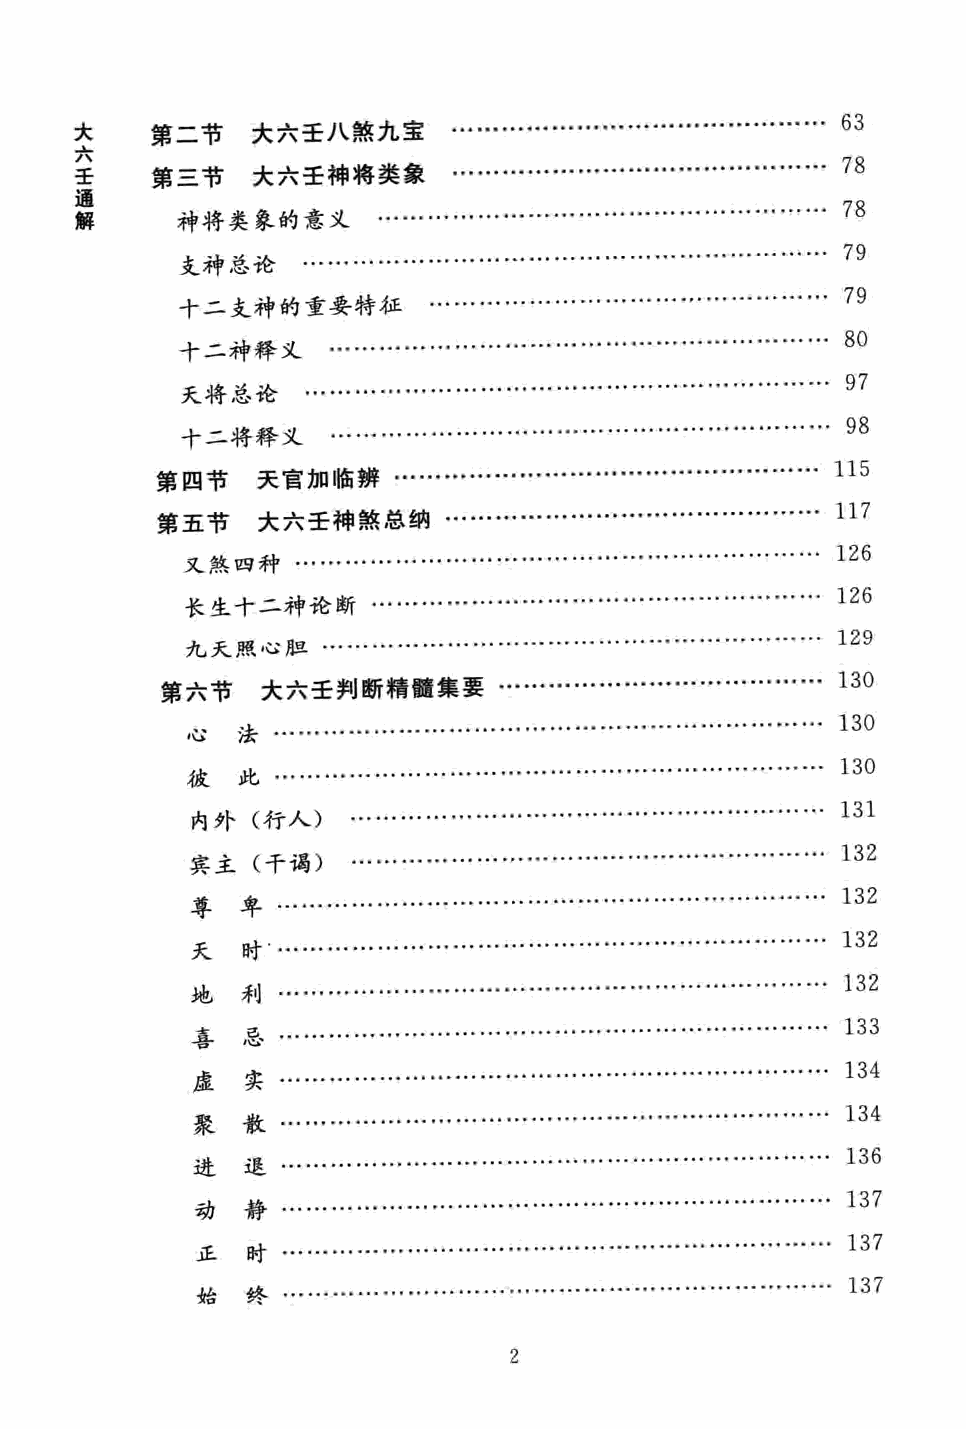 大六壬通解
第二节 大六壬八煞九宝 …… 63
第三节 大六壬神将类象 …… 78
神将类象的意义 …… 78
支神总论 …… 79
十二支神的重要特征 …… 79
十二神释义 …… 80
天将总论 …… 97
十二将释义 …… 98
第四节 天官加临辨 …… 115
第五节 大六壬神煞总纳 …… 117
又煞四种 …… 126
长生十二神论断 …… 126
九天照心胆 …… 129
第六节 大六壬判断精髓集要 …… 130
心 法 …… 130
彼 此 …… 130
内外（行人） …… 131
宾主（干谒） …… 132
尊 卑 …… 132
天 时 …… 132
地 利 …… 132
喜 忌 …… 133
虚 实 …… 134
聚 散 …… 134
进 退 …… 136
动 静 …… 137
正 时 …… 137
始 终 …… 137
2